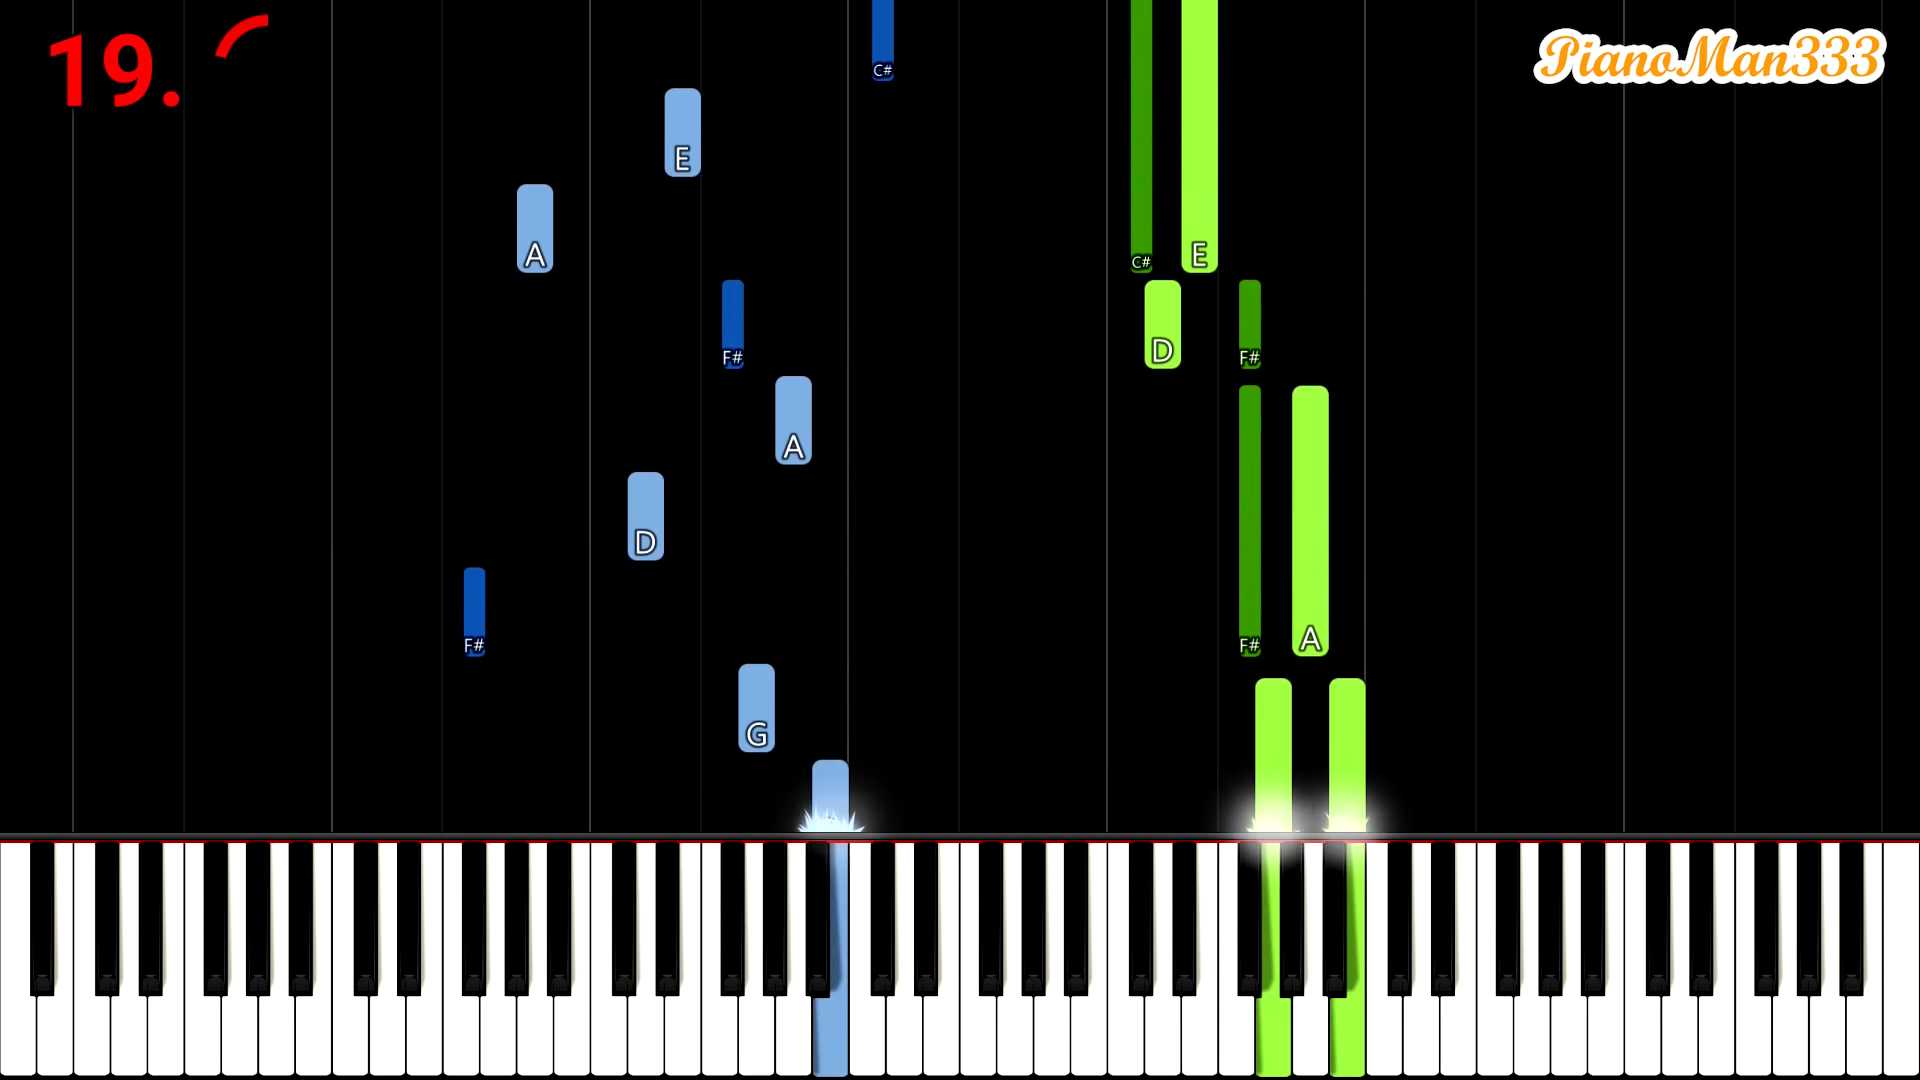 19.
PianoMan333
C#
E
A
C# E
F# D F#
A
D
F# F# A
G